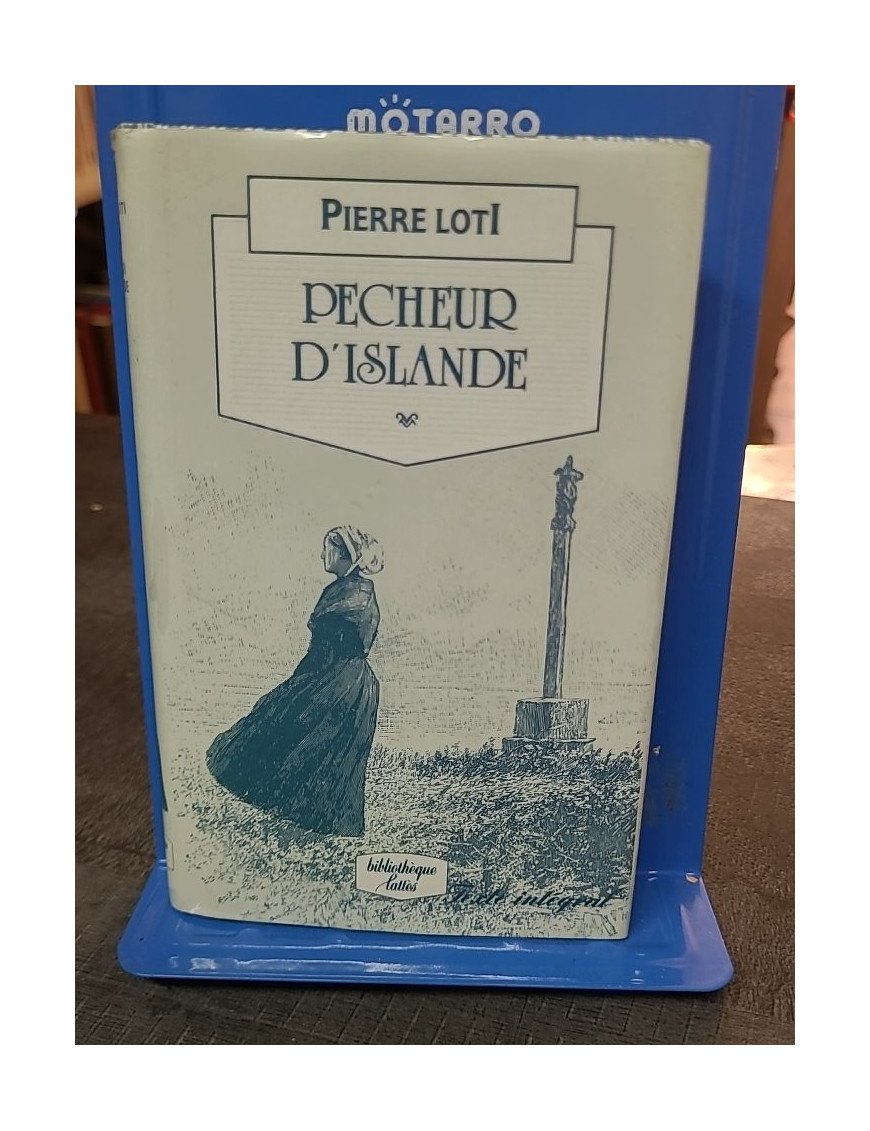 MOTARRO
PIERRE LOTI
PECHEUR
D'ISLANDE
bibliothèque
lattès
Texte intégral